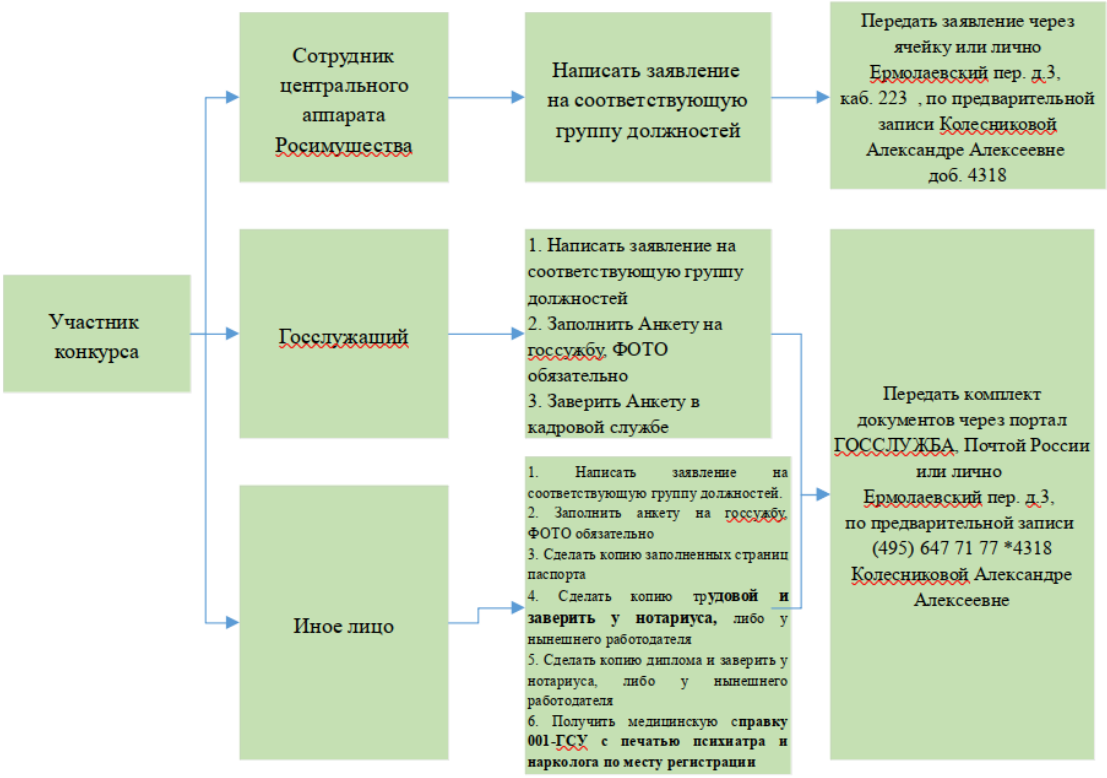 Участник
конкурса
Сотрудник
центрального
аппарата
Росимущества
Написать заявление
на соответствующую
группу должностей
Передать заявление через
ячейку или лично
Ермолаевский пер. д.3,
каб. 223 , по предварительной
записи Колесниковой
Александре Алексеевне
доб. 4318
Госслужаший
1. Написать заявление на
соответствующую группу
должностей
2. Заполнить Анкету на
госсужбу, ФОТО
обязательно
3. Заверить Анкету в
кадровой службе
Иное лицо
1. Написать заявление на
соответствующую группу должностей.
2. Заполнить анкету на госсужбу,
ФОТО обязательно
3. Сделать копию заполненных страниц
паспорта
4. Сделать копию трудовой и
заверить у нотариуса, либо у
нынешнего работодателя
5. Сделать копию диплома и заверить у
нотариуса, либо у нынешнего
работодателя
6. Получить медицинскую справку
001-ГСУ с печатью психиатра и
нарколога по месту регистрации
Передать комплект
документов через портал
ГОССЛУЖБА, Почтой России
или лично
Ермолаевский пер. д.3,
по предварительной записи
(495) 647 71 77 *4318
Колесниковой Александре
Алексеевне